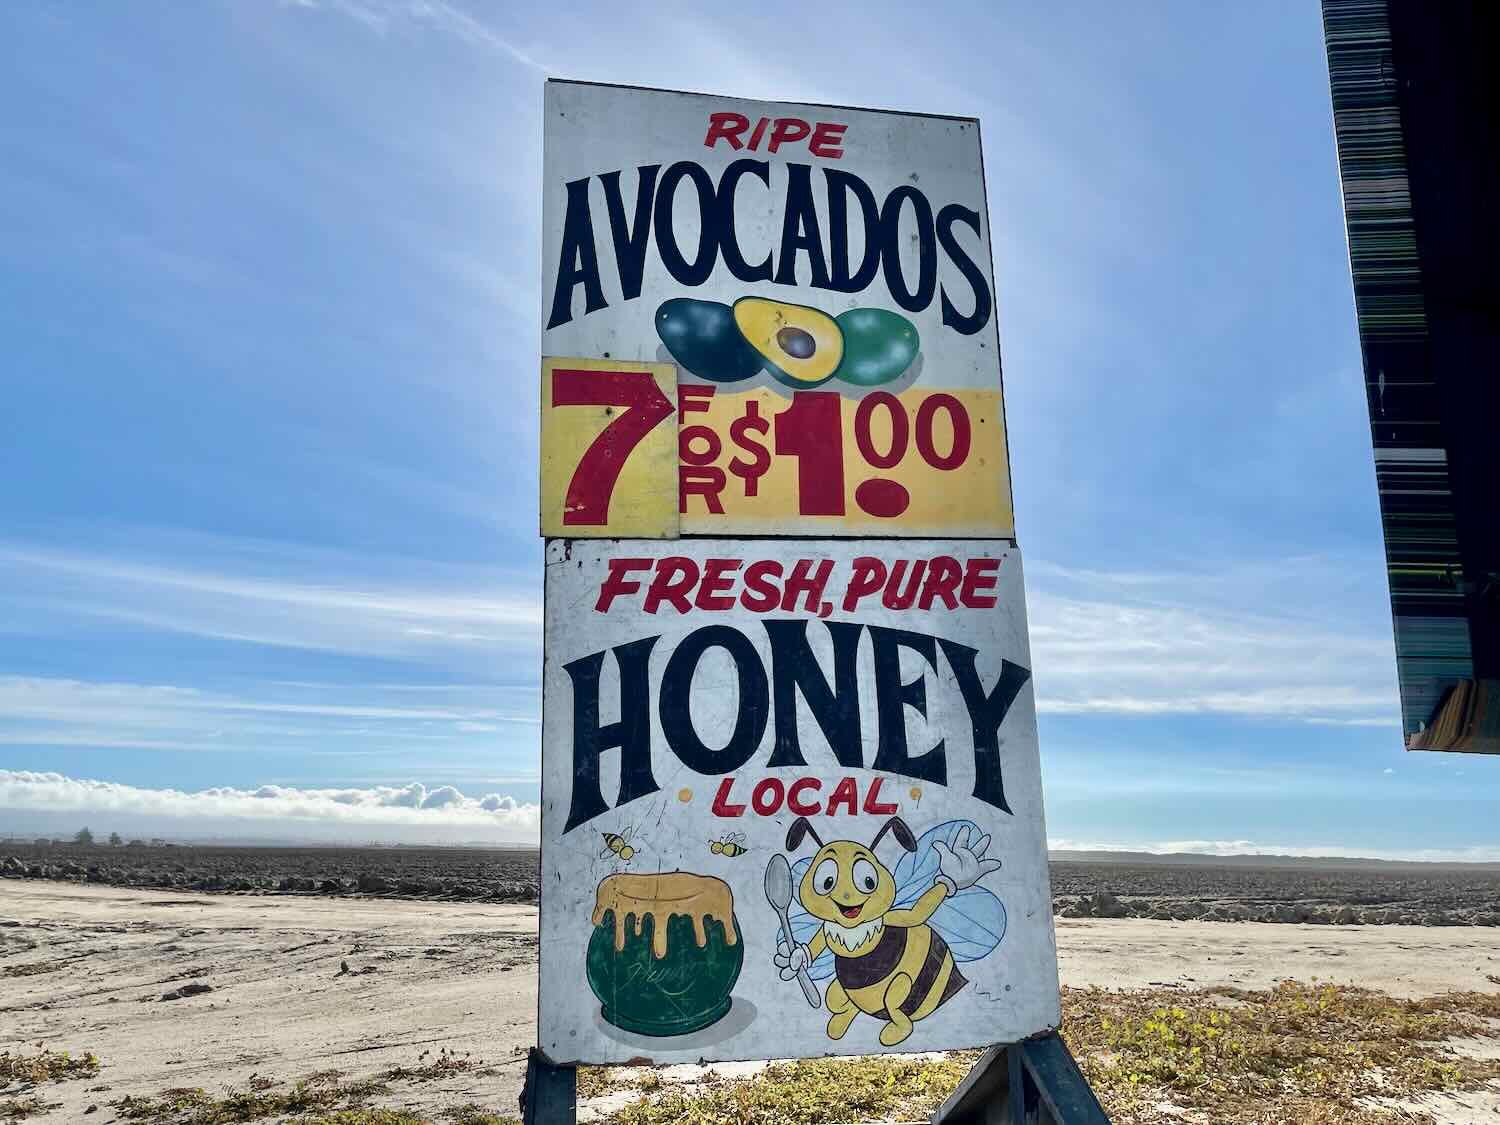 RIPE
AVOCADOS
7 FOR $1.00
FRESH, PURE
HONEY
LOCAL